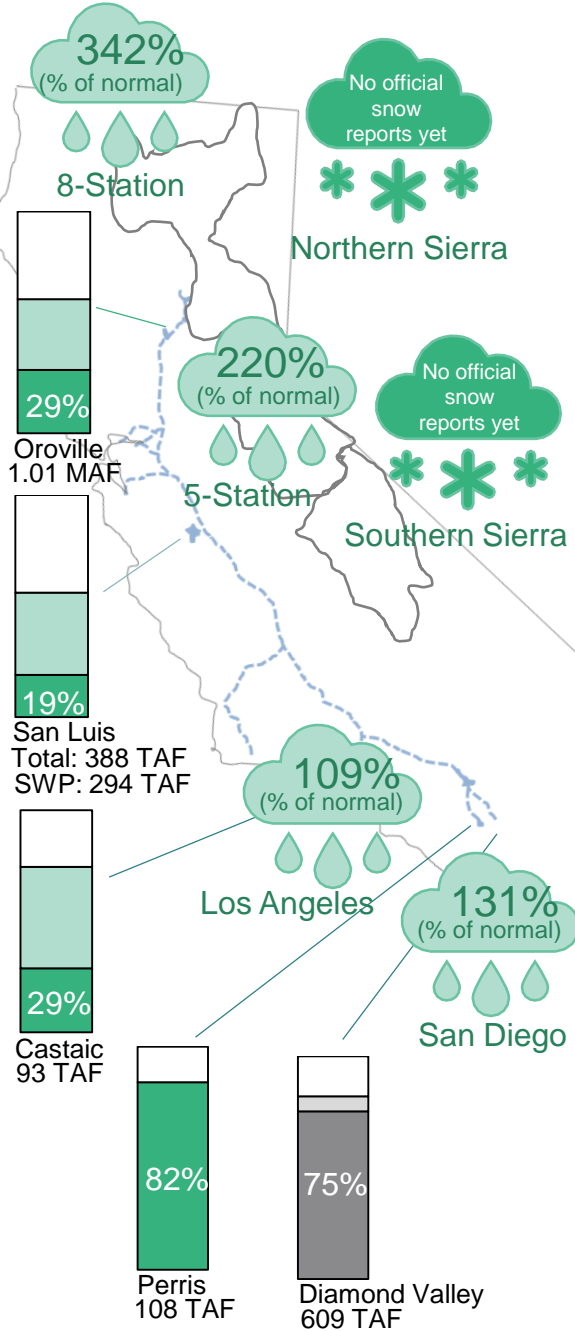 342%
(% of normal)
8-Station
No official
snow
reports yet
Northern Sierra
29%
Oroville
1.01 MAF
220%
(% of normal)
5-Station
No official
snow
reports yet
Southern Sierra
19%
San Luis
Total: 388 TAF
SWP: 294 TAF
109%
(% of normal)
Los Angeles
131%
(% of normal)
San Diego
29%
Castaic
93 TAF
82%
Perris
108 TAF
75%
Diamond Valley
609 TAF